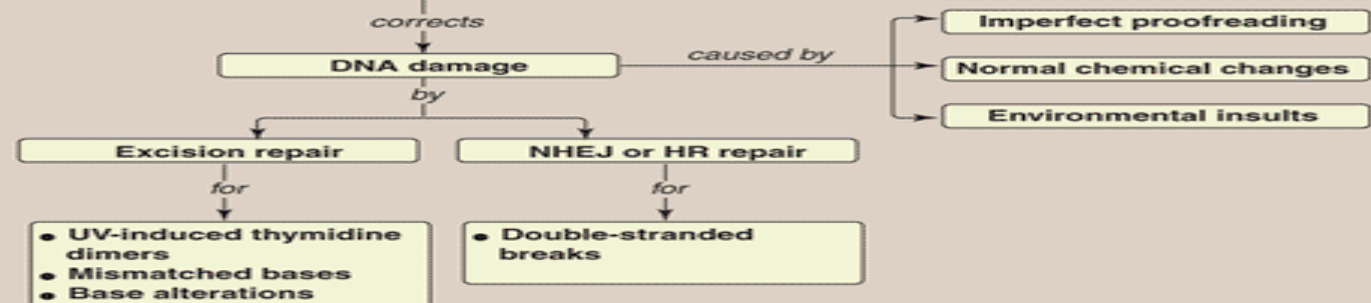 corrects
DNA damage
caused by
Imperfect proofreading
Normal chemical changes
Environmental insults
by
Excision repair
NHEJ or HR repair
for
for
• UV-induced thymidine
dimers
• Mismatched bases
• Base alterations
• Double-stranded
breaks